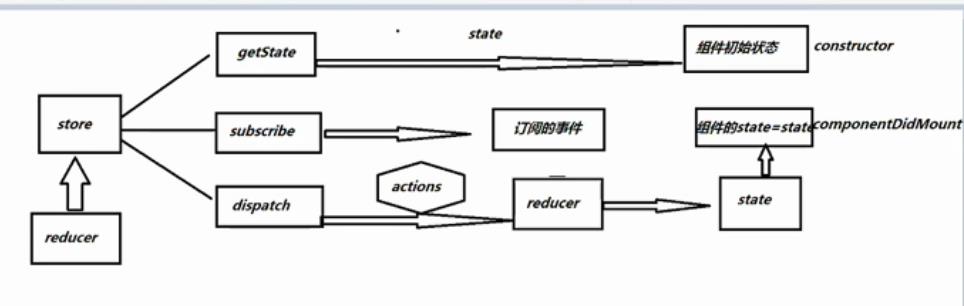 state
getState
组件初始状态
constructor
store
subscribe
订阅的事件
组件的state=state
componentDidMount
actions
dispatch
reducer
state
reducer